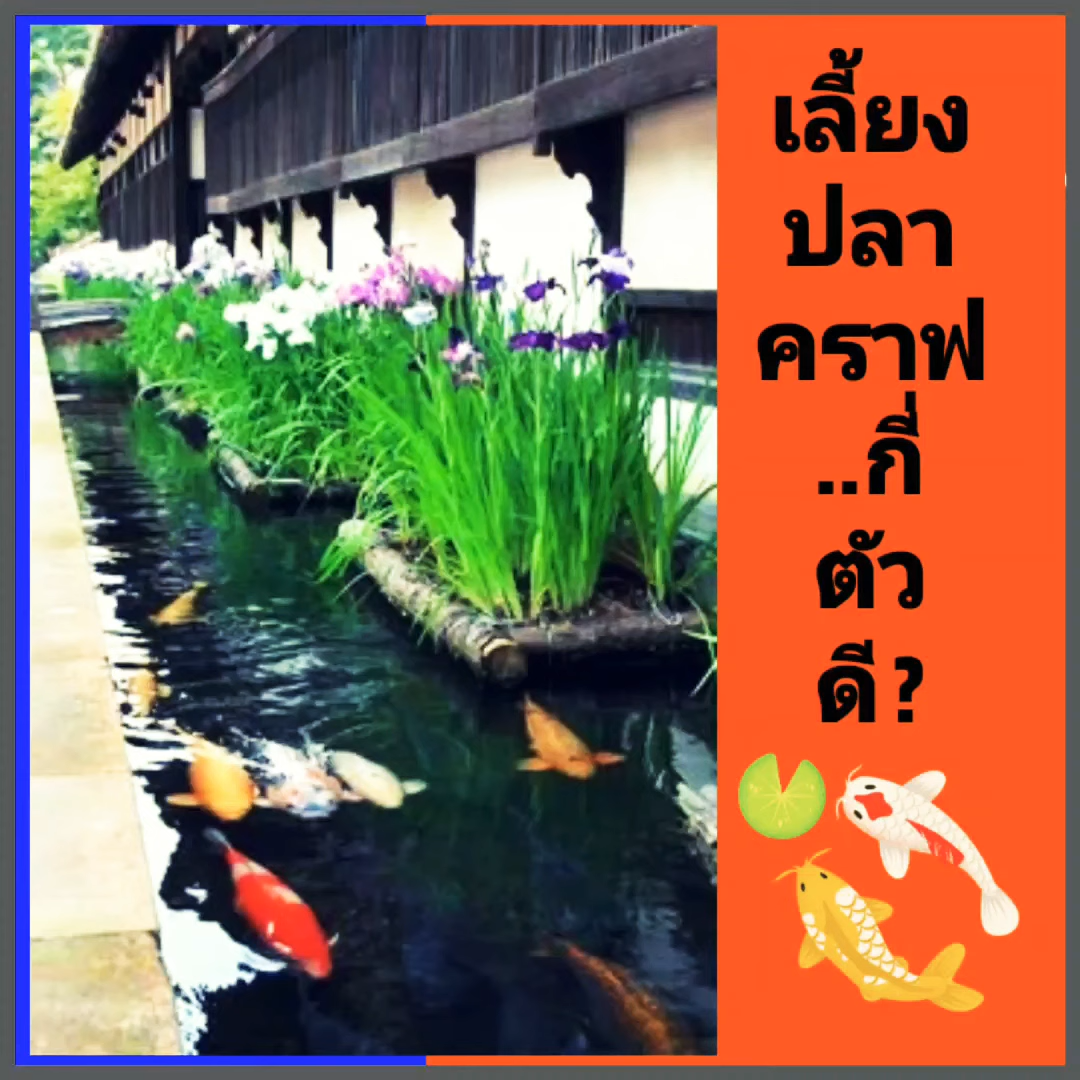 เลี้ยง
ปลา
คราฟ
..กี่
ตัว
ดี?